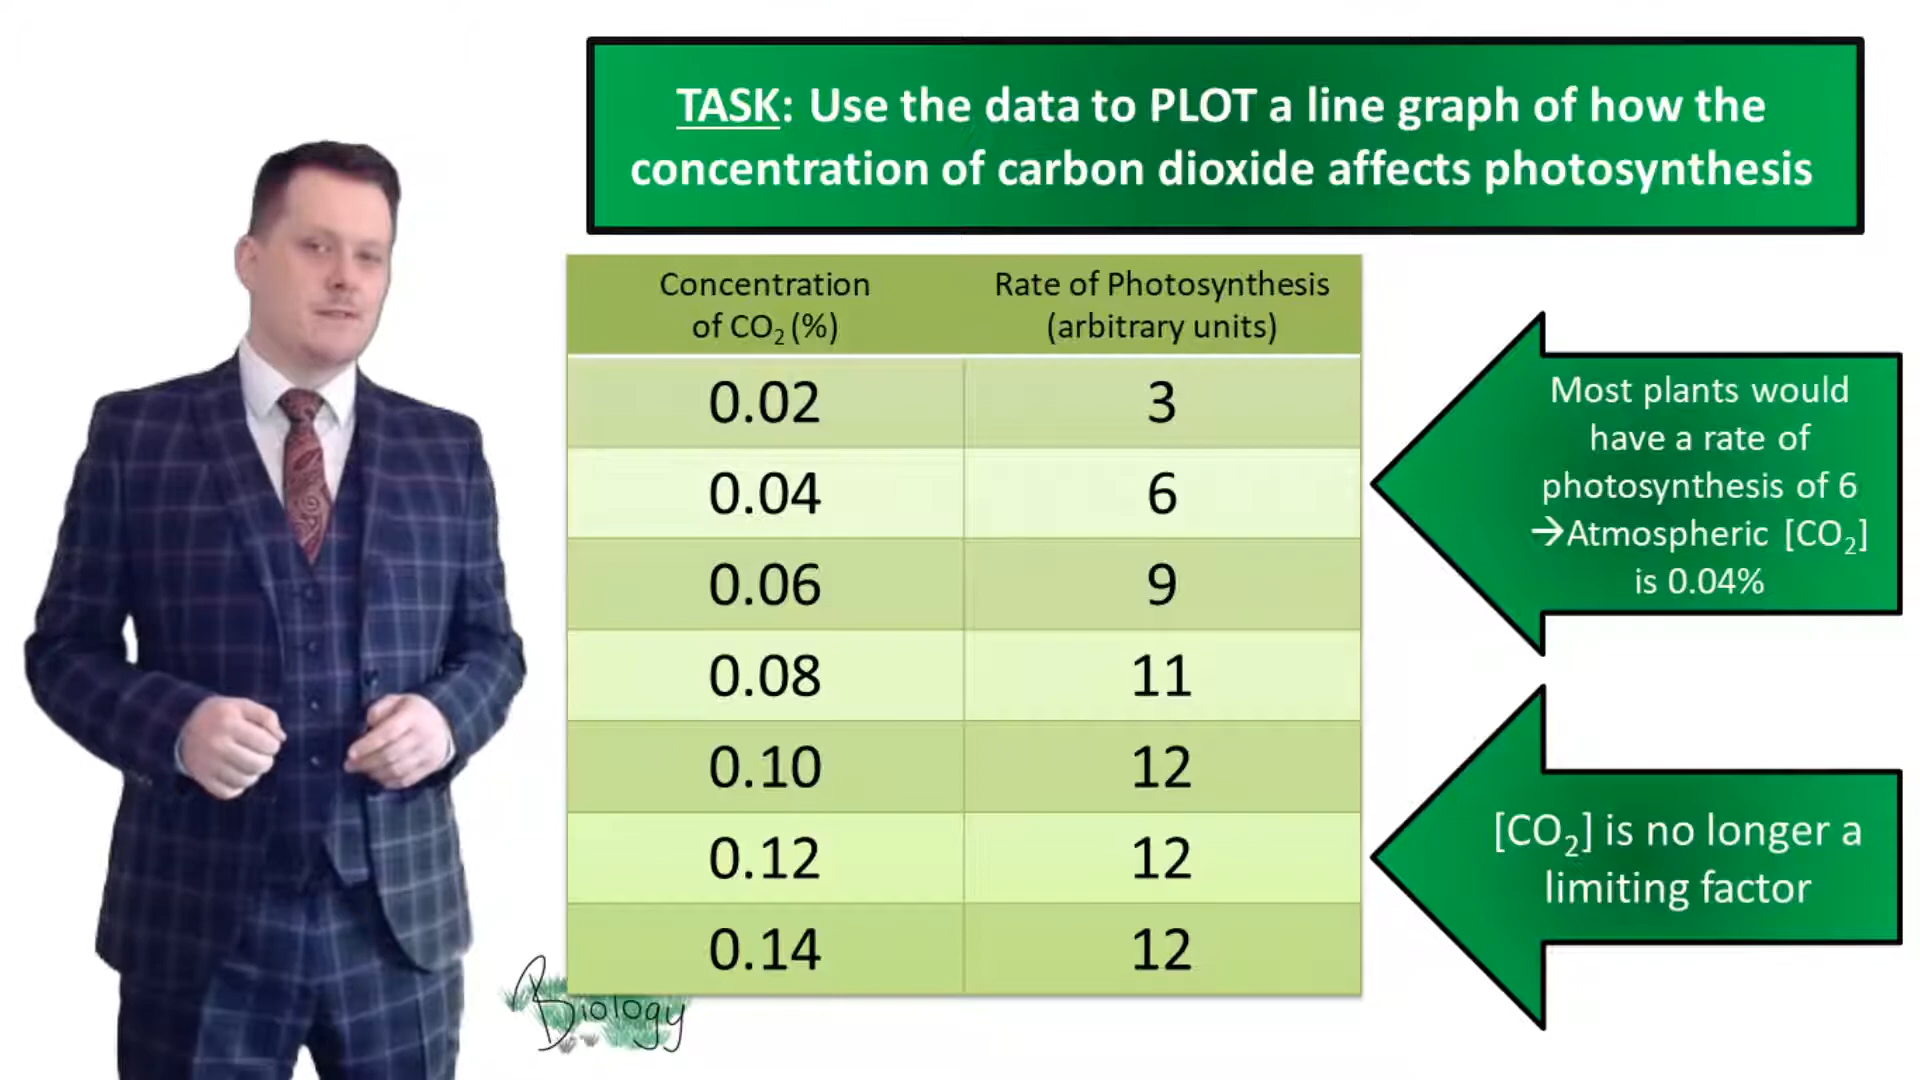 TASK: Use the data to PLOT a line graph of how the
concentration of carbon dioxide affects photosynthesis
Concentration
of CO₂ (%)
Rate of Photosynthesis
(arbitrary units)
0.02 3
0.04 6
0.06 9
0.08 11
0.10 12
0.12 12
0.14 12
Most plants would
have a rate of
photosynthesis of 6
→Atmospheric [CO₂]
is 0.04%
[CO₂] is no longer a
limiting factor
Biology